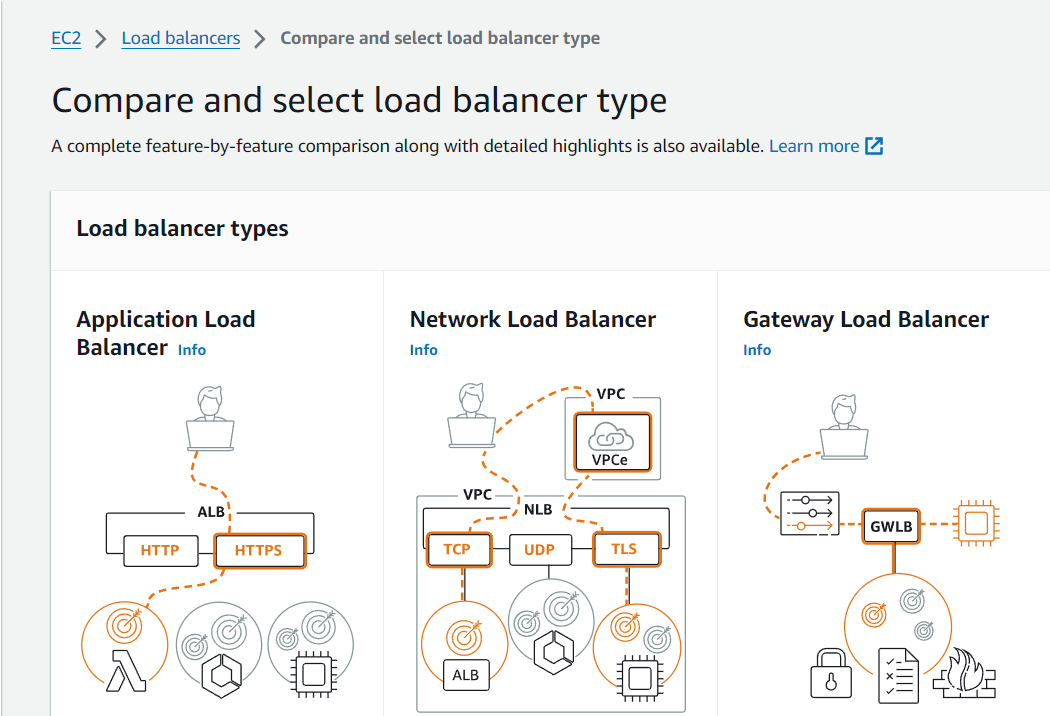 EC2 > Load balancers > Compare and select load balancer type
Compare and select load balancer type
A complete feature-by-feature comparison along with detailed highlights is also available. Learn more
Load balancer types
Application Load
Balancer Info
ALB
HTTP
HTTPS
Network Load Balancer
Info
VPC
VPCe
VPC
NLB
TCP
UDP
TLS
ALB
Gateway Load Balancer
Info
GWLB